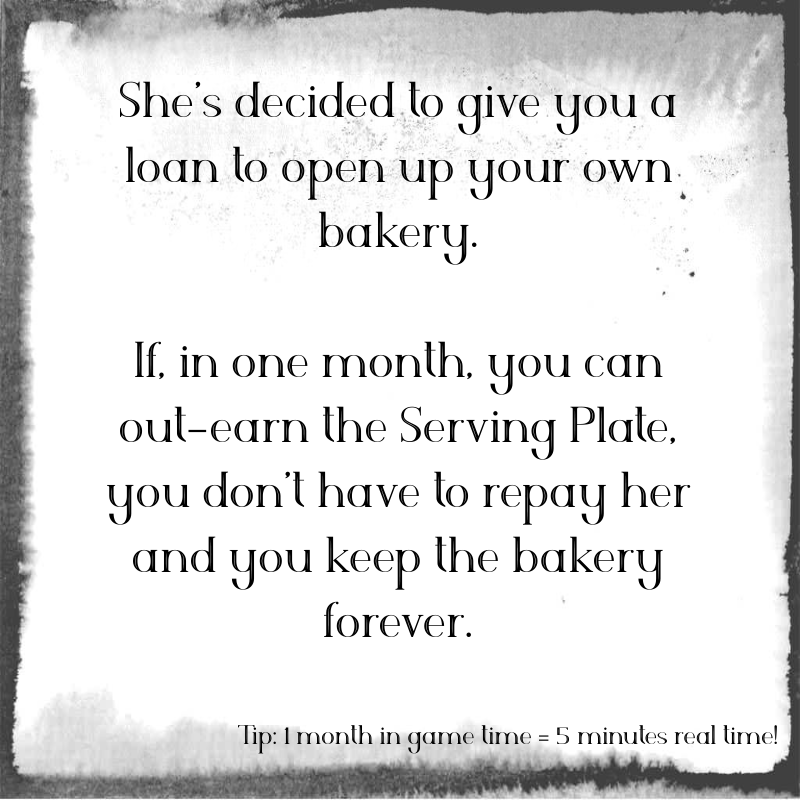 She's decided to give you a
loan to open up your own
bakery.
If, in one month, you can
out-earn the Serving Plate,
you don't have to repay her
and you keep the bakery
forever.
Tip: 1 month in game time = 5 minutes real time!